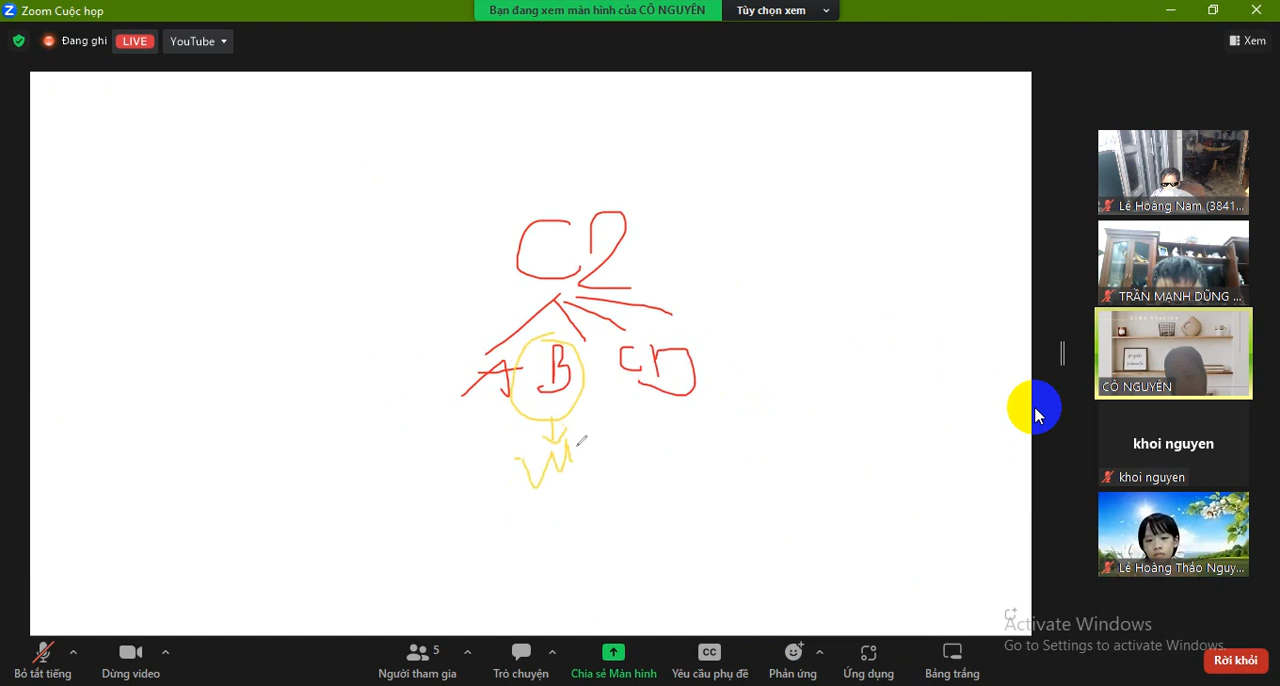 Zoom Cuộc họp
Bạn đang xem màn hình của CÔ NGUYÊN
Tùy chọn xem
Đang ghi
LIVE
YouTube
Xem
C2
A B C D
Lê Hoàng Nam (3841...
TRẦN MẠNH DŨNG ...
CÔ NGUYÊN
khoi nguyen
khoi nguyen
Lê Hoàng Thảo Nguy...
Activate Windows
Go to Settings to activate Windows.
Bỏ tắt tiếng
Dừng video
5
Người tham gia
Trò chuyện
Chia sẻ Màn hình
CC
Yêu cầu phụ đề
Phản ứng
Ứng dụng
Bảng trắng
Rời khỏi